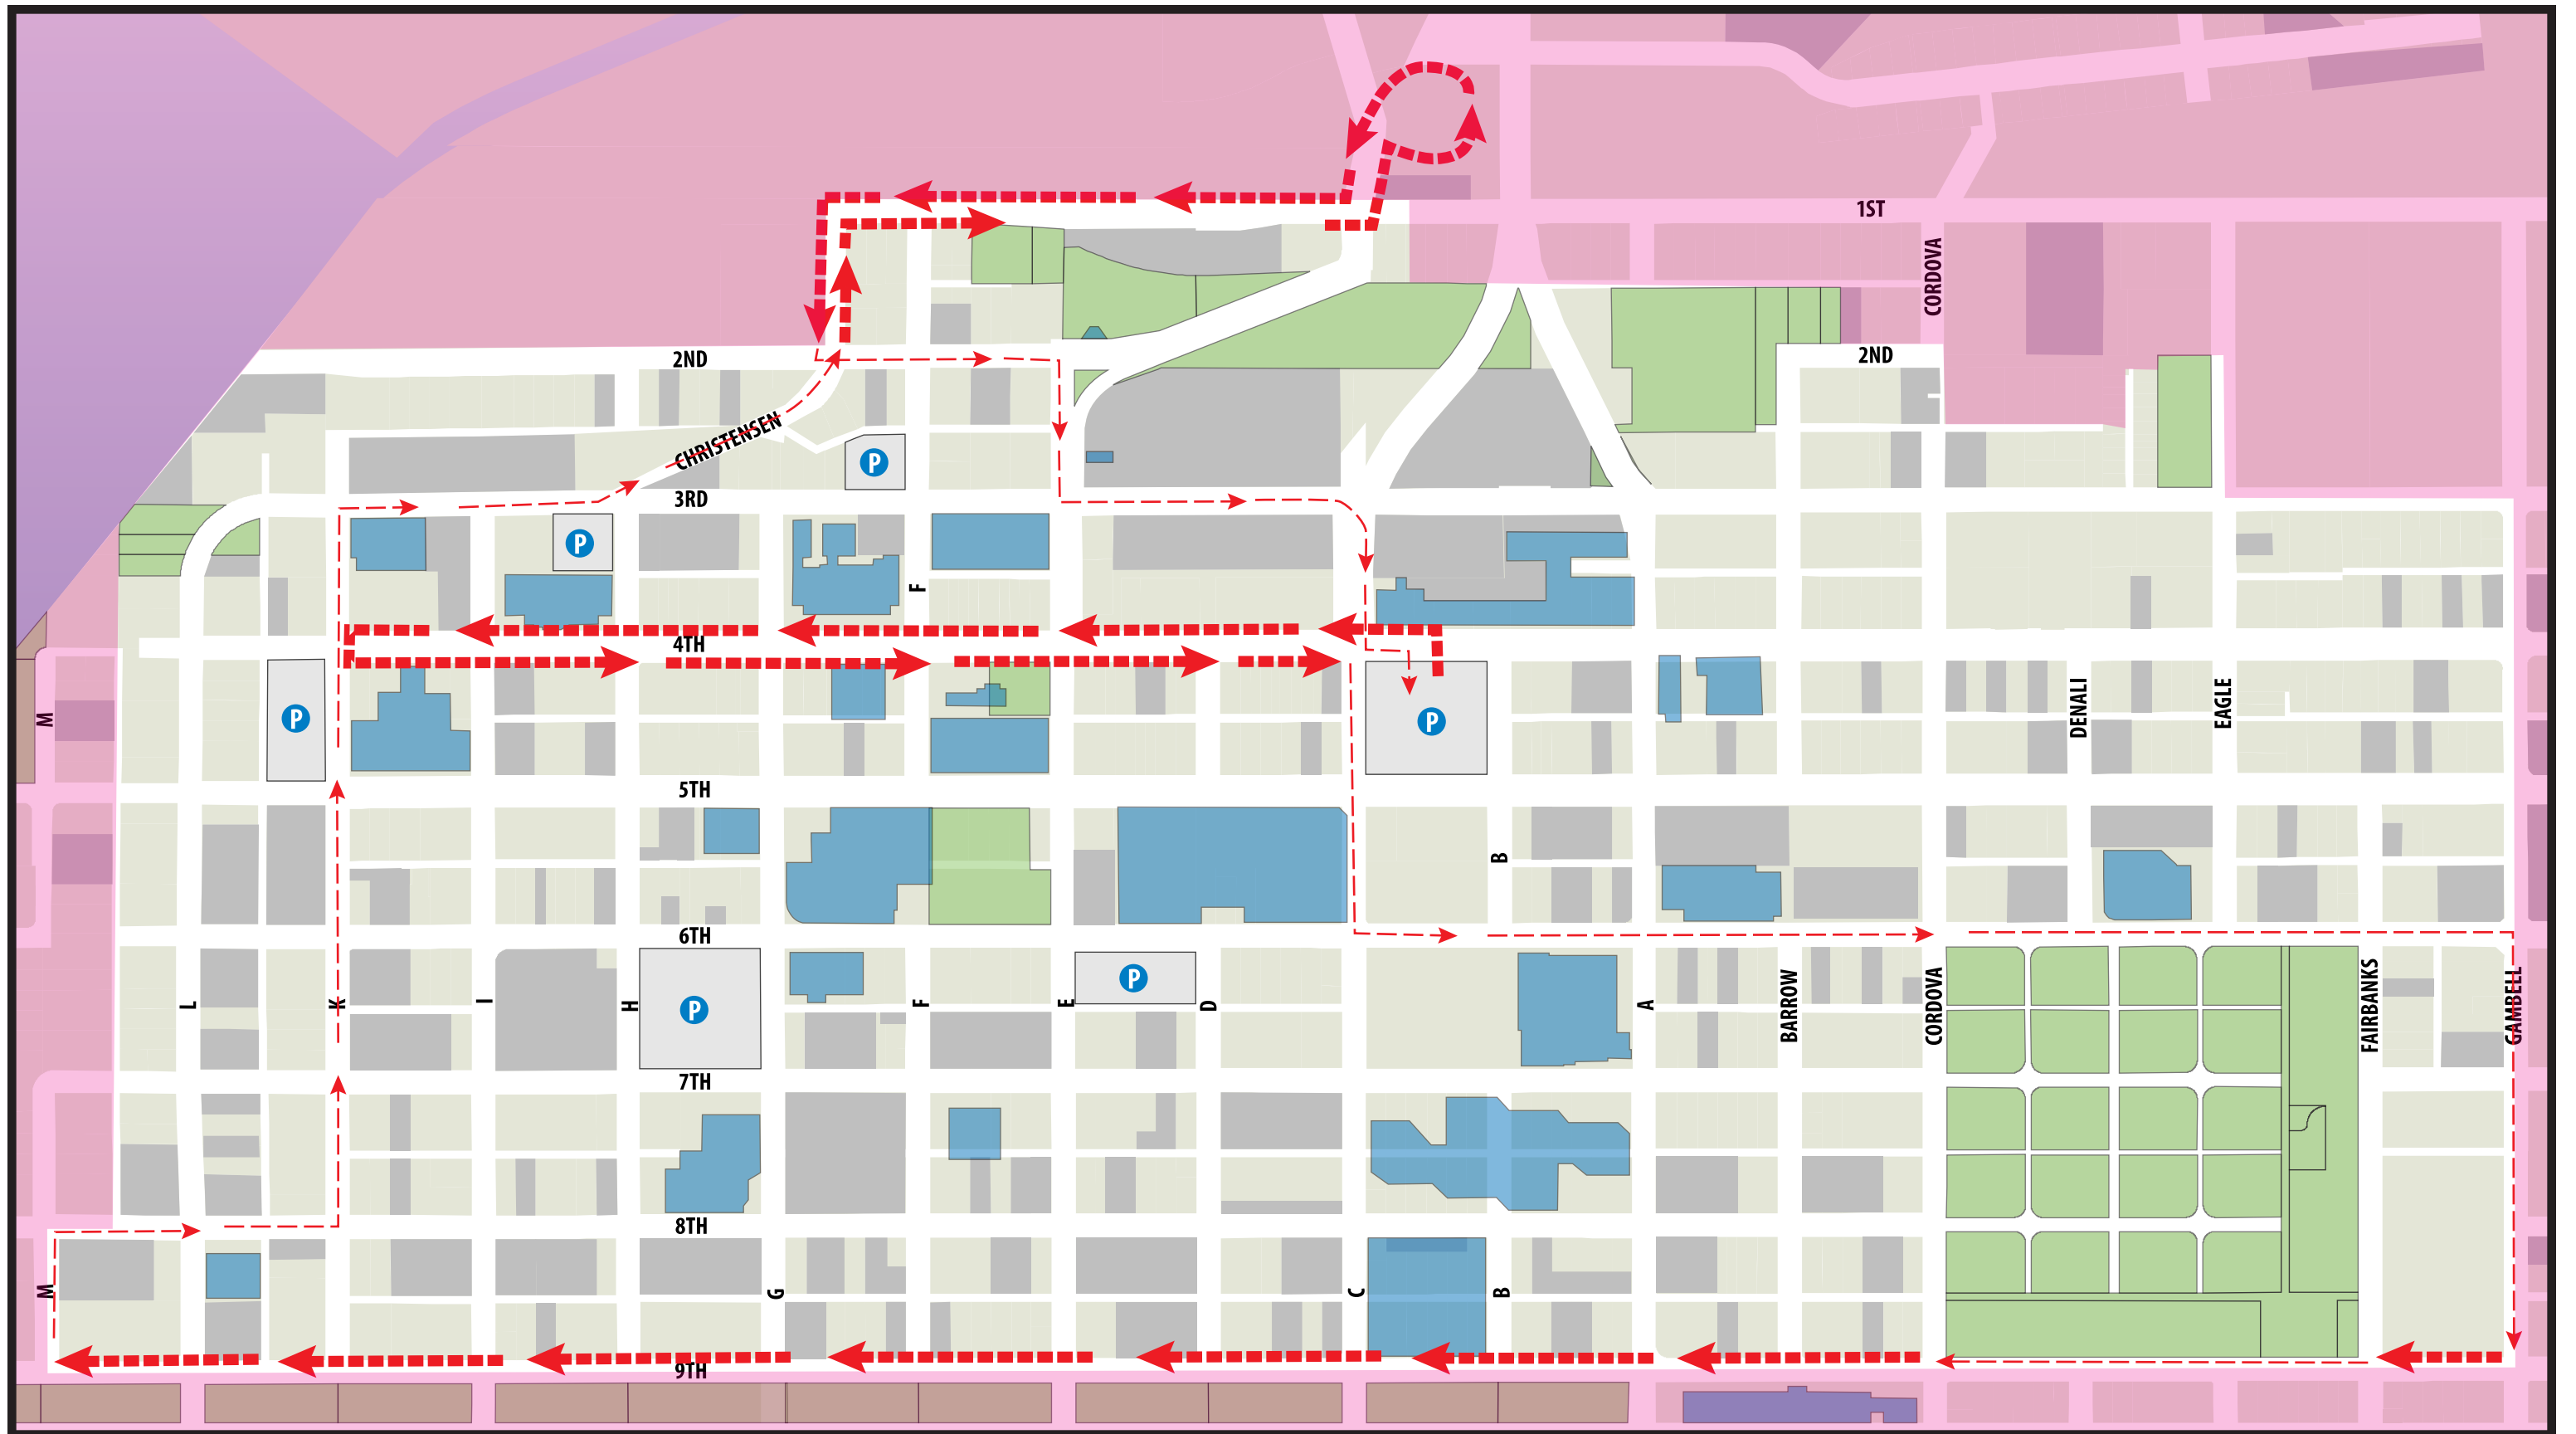 1ST
CORDOVA
2ND
2ND
CHRISTENSEN
P
3RD
P
F
4TH
M
P
P
DENALI
EAGLE
5TH
B
6TH
L
K
I
H
P
F
E
P
D
A
BARROW
CORDOVA
FAIRBANKS
GAMBELL
7TH
8TH
M
G
C
B
9TH